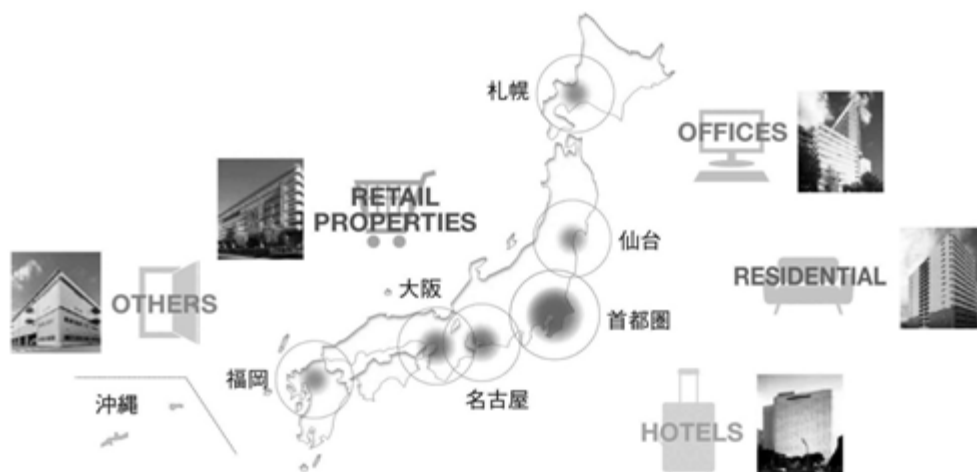 札幌
OFFICES
RETAIL
PROPERTIES
仙台
大阪
RESIDENTIAL
OTHERS
首都圏
福岡
名古屋
沖縄
HOTELS